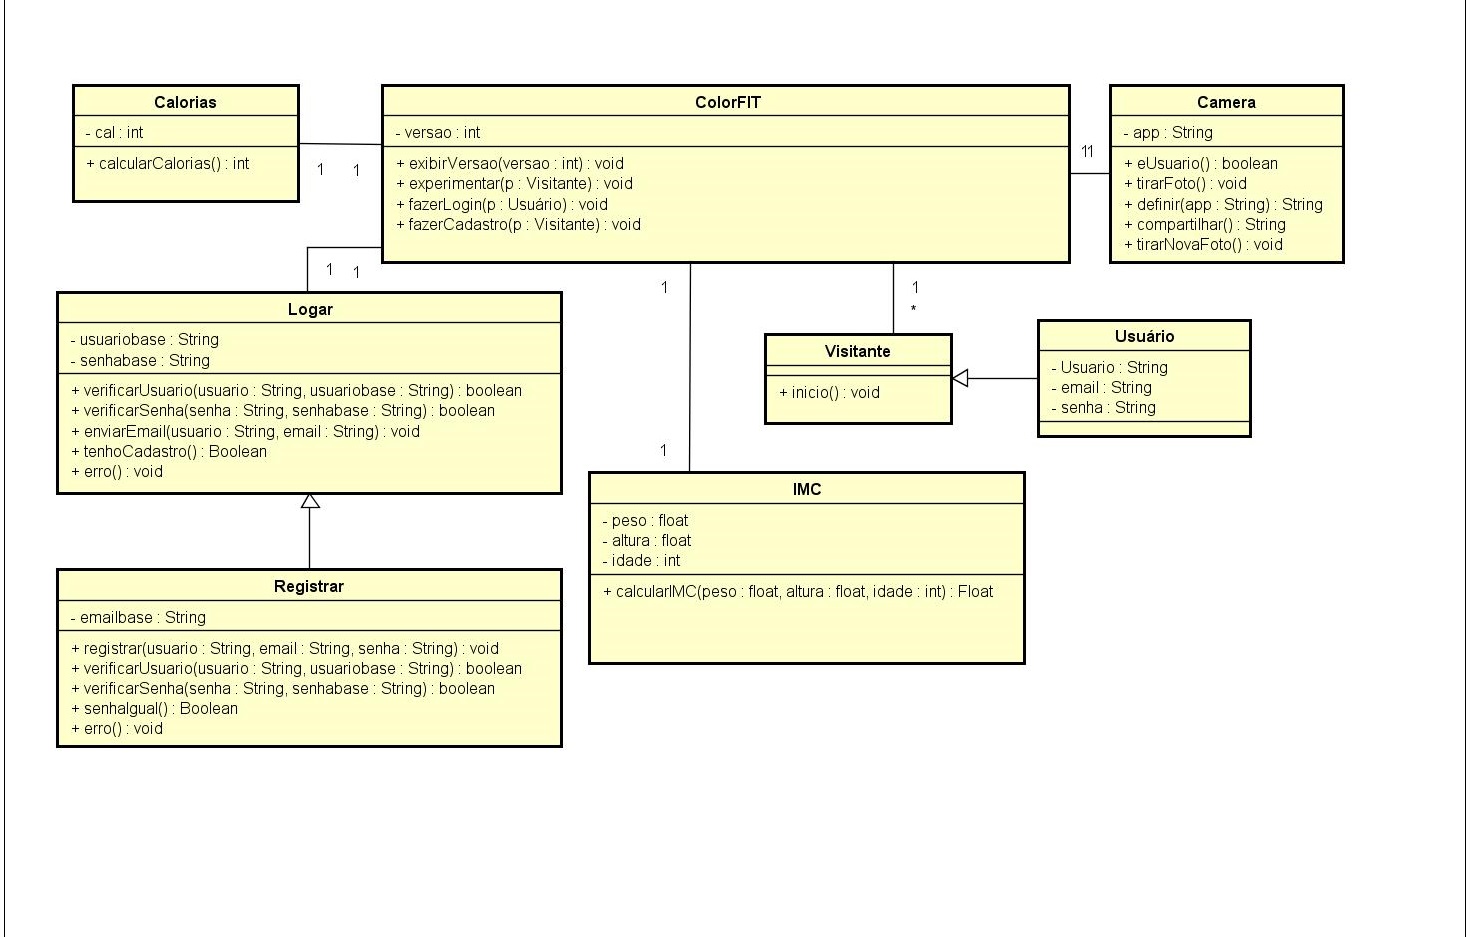 Calorias
- cal : int
+ calcularCalorias() : int
1 1
ColorFIT
- versao : int
+ exibirVersao(versao : int) : void
+ experimentar(p : Visitante) : void
+ fazerLogin(p : Usuário) : void
+ fazerCadastro(p : Visitante) : void
11
Camera
- app : String
+ eUsuario() : boolean
+ tirarFoto() : void
+ definir(app : String) : String
+ compartilhar() : String
+ tirarNovaFoto() : void
1 1
Logar
- usuariobase : String
- senhabase : String
+ verificarUsuario(usuario : String, usuariobase : String) : boolean
+ verificarSenha(senha : String, senhabase : String) : boolean
+ enviarEmail(usuario : String, email : String) : void
+ tenhoCadastro() : Boolean
+ erro() : void
1
1
1
*
Visitante
+ inicio() : void
Usuário
- Usuario : String
- email : String
- senha : String
IMC
- peso : float
- altura : float
- idade : int
+ calcularIMC(peso : float, altura : float, idade : int) : Float
Registrar
- emailbase : String
+ registrar(usuario : String, email : String, senha : String) : void
+ verificarUsuario(usuario : String, usuariobase : String) : boolean
+ verificarSenha(senha : String, senhabase : String) : boolean
+ senhaIgual() : Boolean
+ erro() : void